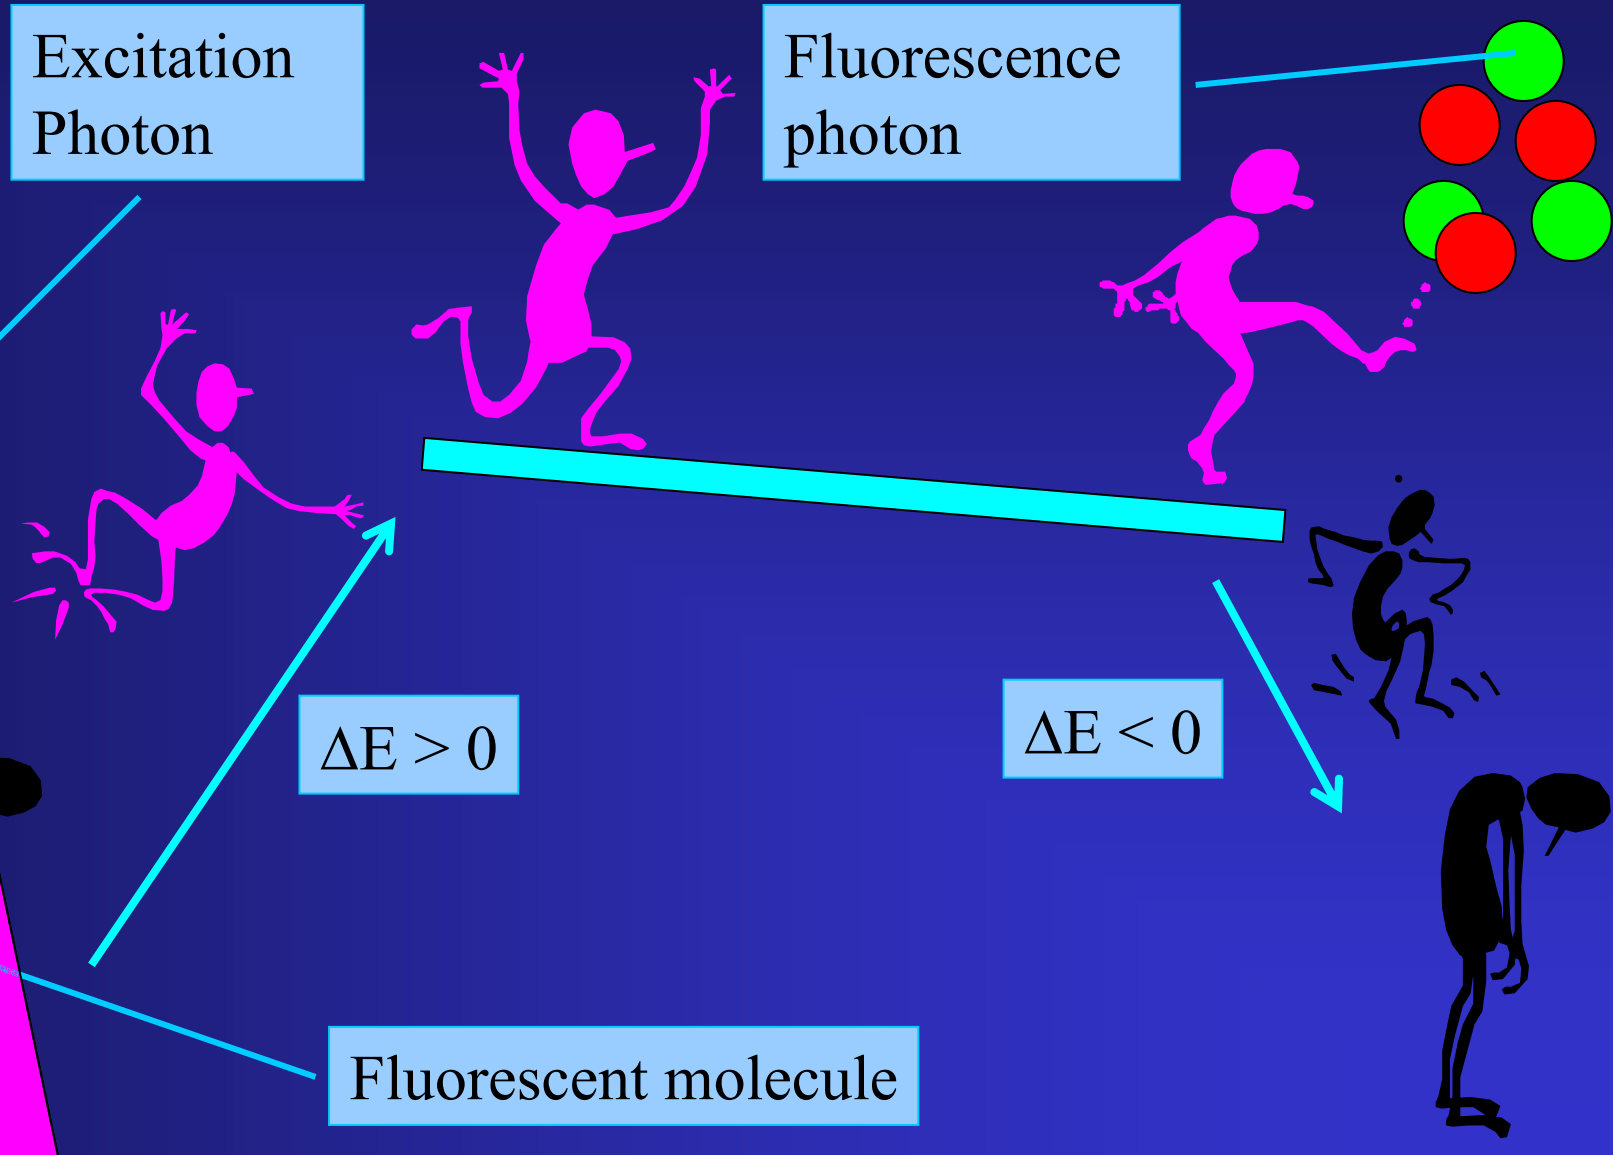 Excitation
Photon
Fluorescence
photon
ΔE > 0
ΔE < 0
Fluorescent molecule